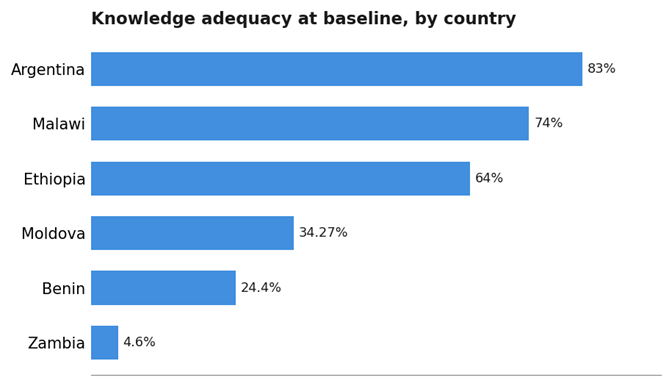 Knowledge adequacy at baseline, by country
Argentina 83%
Malawi 74%
Ethiopia 64%
Moldova 34.27%
Benin 24.4%
Zambia 4.6%